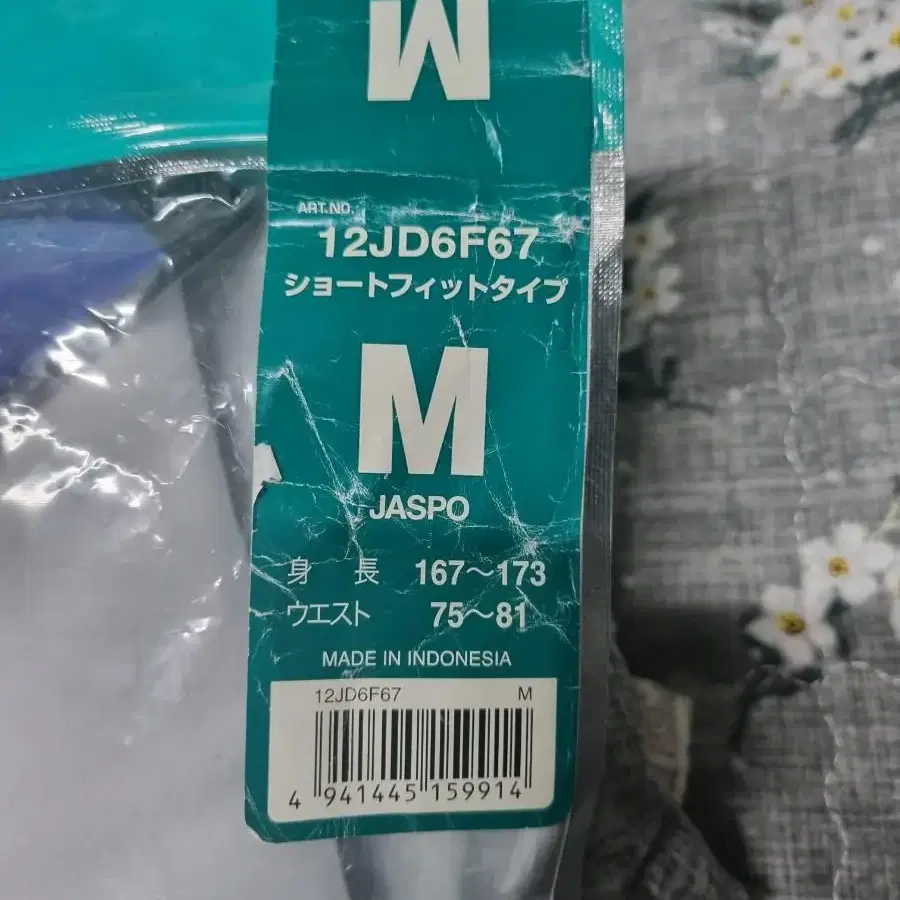 M
ART.NO.
12JD6F67
ショートフィットタイプ
M
JASPO
身長 167〜173
ウエスト 75〜81
MADE IN INDONESIA
12JD6F67 M
4 941445 159914